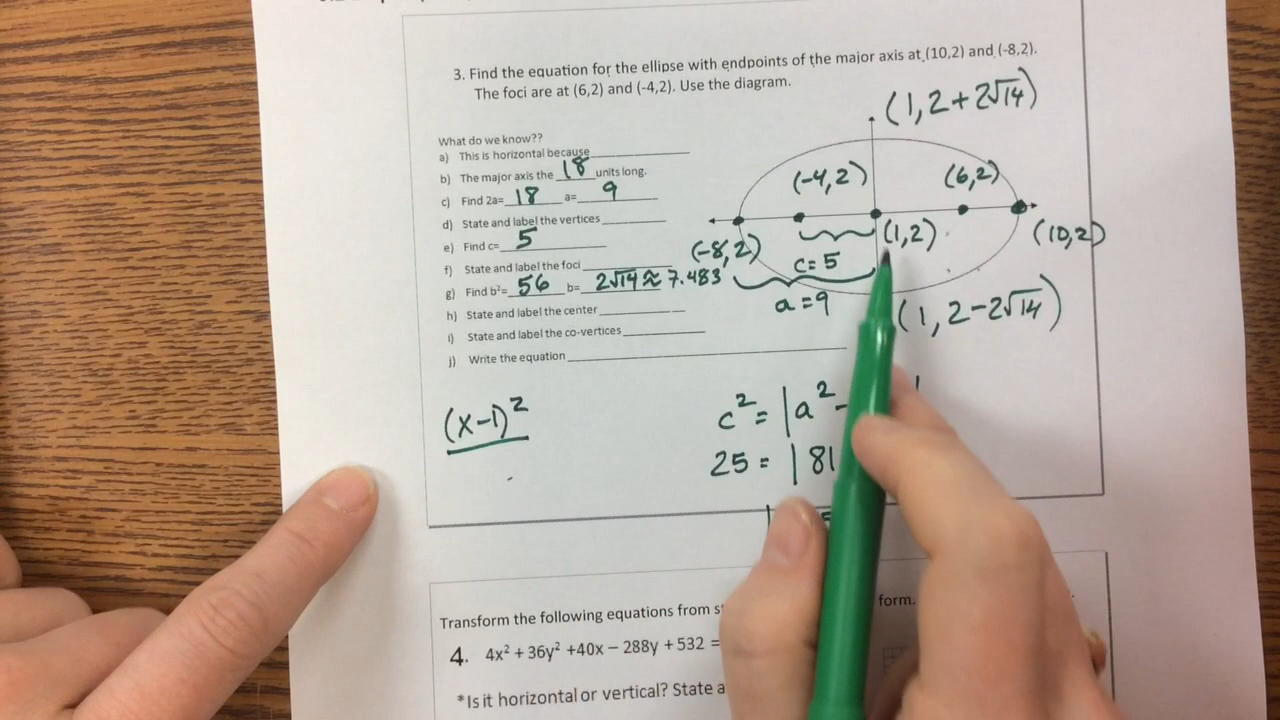 3. Find the equation for the ellipse with endpoints of the major axis at (10,2) and (-8,2).
The foci are at (6,2) and (-4,2). Use the diagram.
(1, 2 + 2√14)
What do we know??
a) This is horizontal because
b) The major axis the 18 units long.
c) Find 2a= 18 a= 9
d) State and label the vertices
e) Find c= 5
f) State and label the foci
g) Find b²= 56 b= 2√14 ≈ 7.483
h) State and label the center
i) State and label the co-vertices
j) Write the equation
(-4, 2) (6, 2)
(-8, 2) (1, 2) (10, 2)
c = 5
a = 9
(1, 2 - 2√14)
(x-1)²
c² = |a² -
25 = | 81
Transform the following equations from form.
4. 4x² + 36y² +40x – 288y + 532 =
*Is it horizontal or vertical? State a